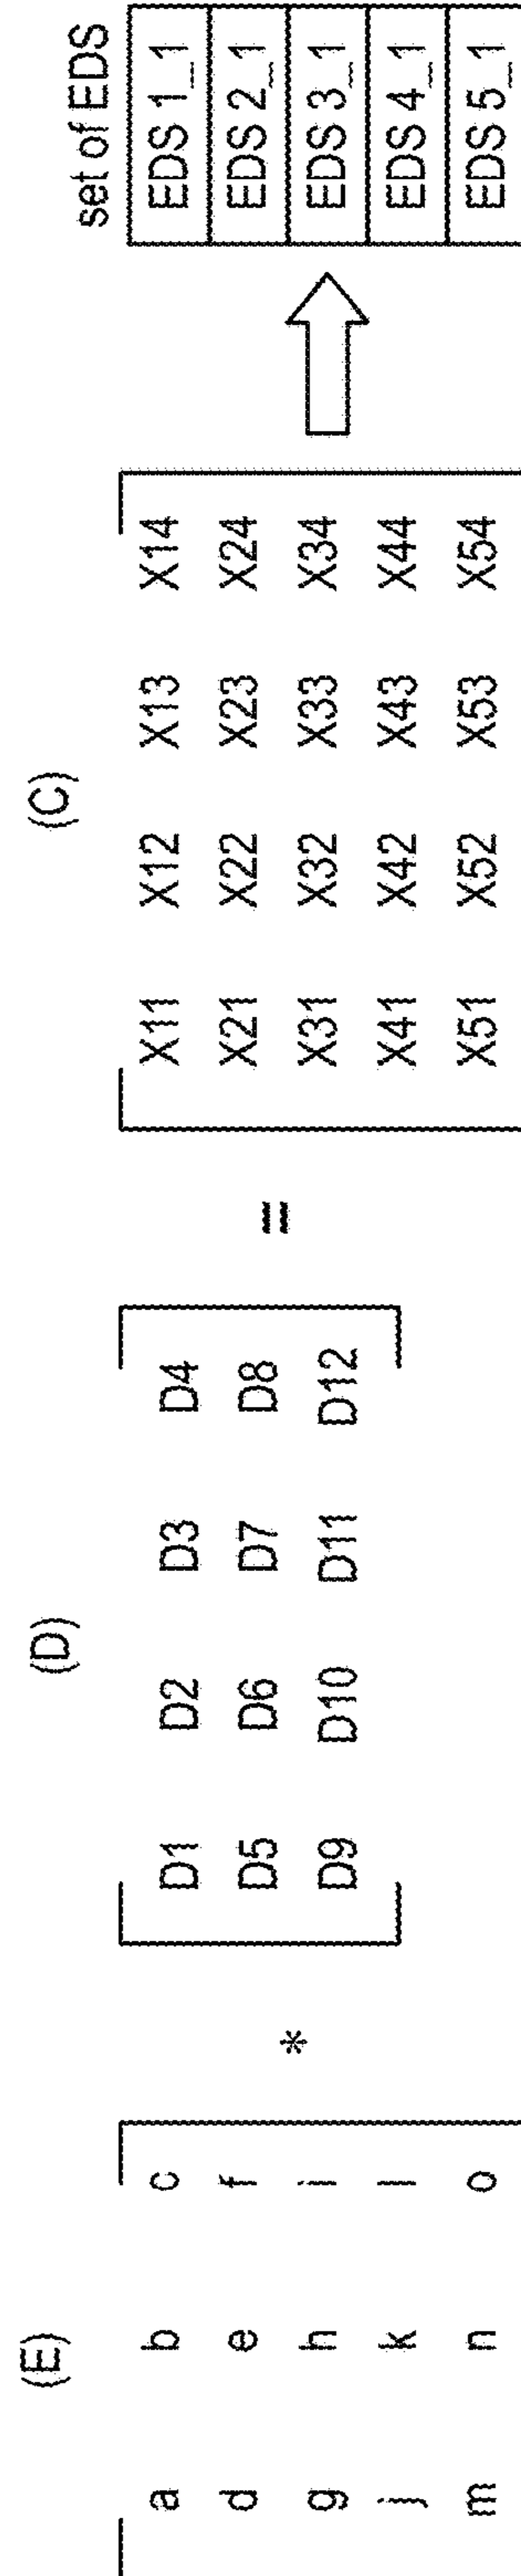 (E) (D) (C) set of EDS
a b c D1 D2 D3 D4 X11 X12 X13 X14 EDS 1_1
d e f D5 D6 D7 D8 X21 X22 X23 X24 EDS 2_1
g h i * D9 D10 D11 D12 = X31 X32 X33 X34 EDS 3_1
j k l X41 X42 X43 X44 EDS 4_1
m n o X51 X52 X53 X54 EDS 5_1